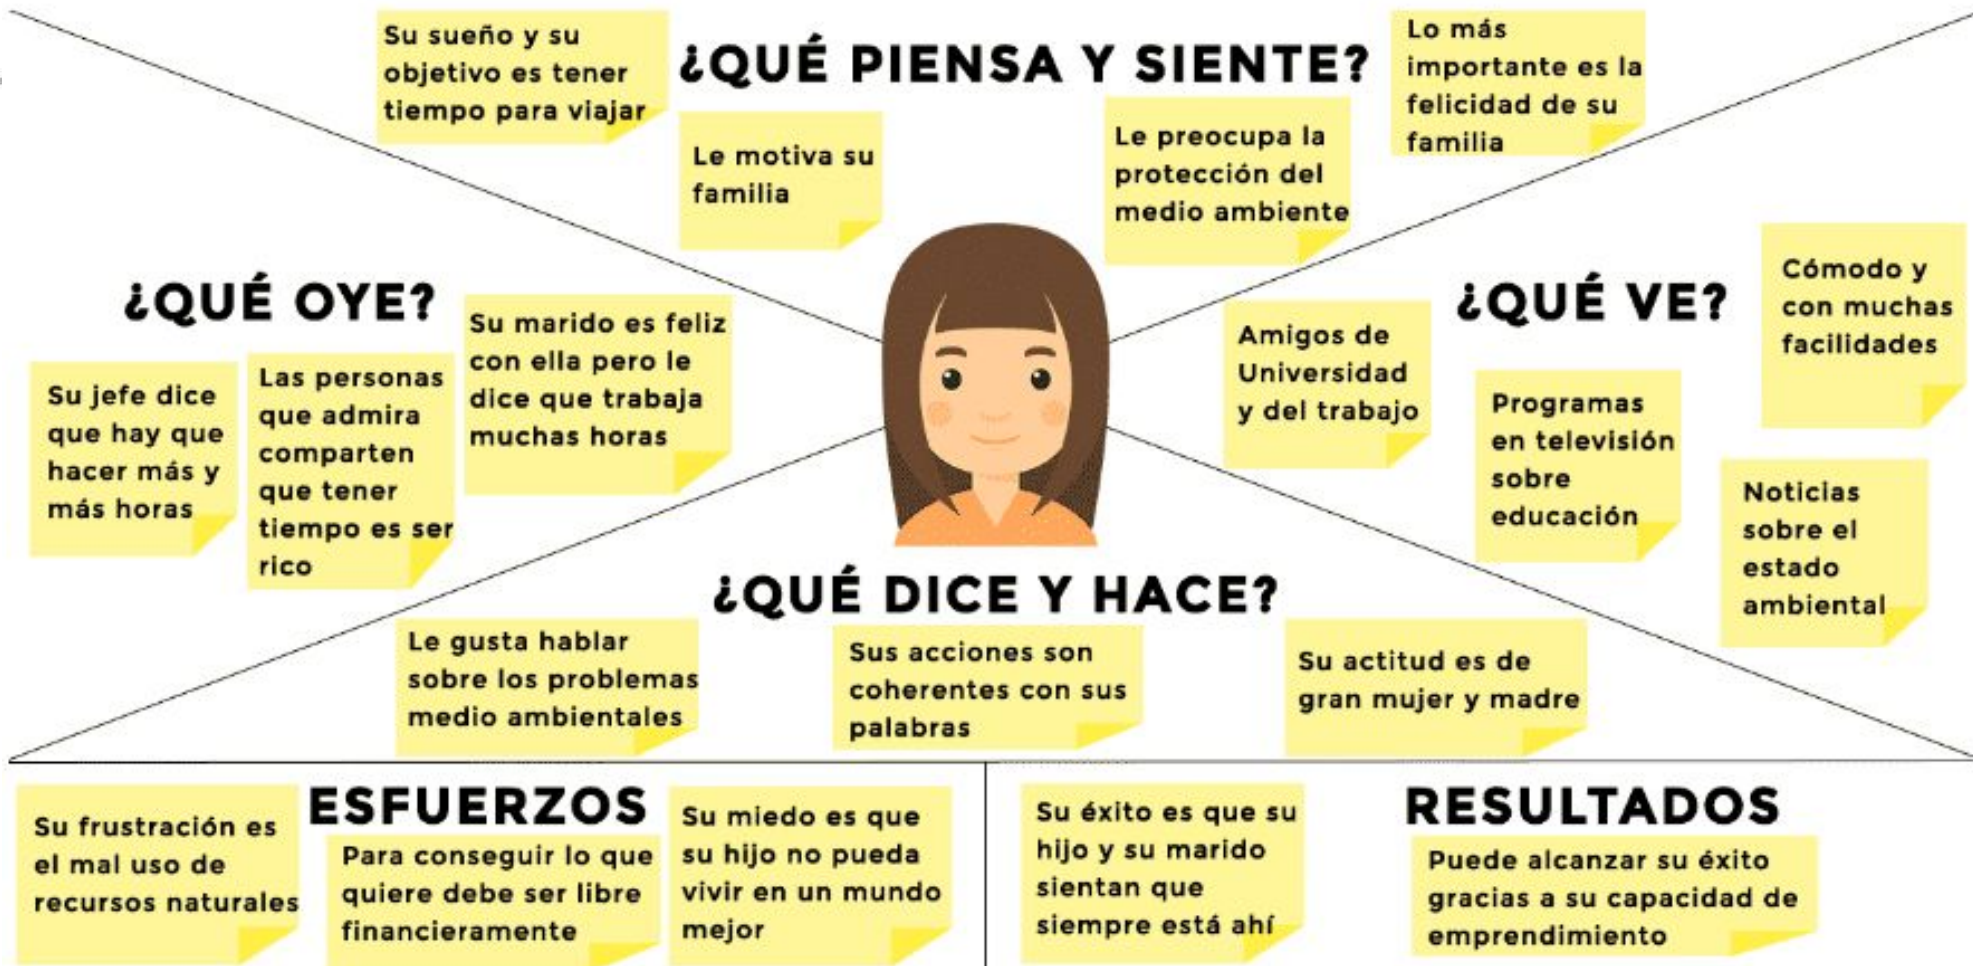 ¿QUÉ PIENSA Y SIENTE?
Su sueño y su
objetivo es tener
tiempo para viajar
Le motiva su
familia
Le preocupa la
protección del
medio ambiente
Lo más
importante es la
felicidad de su
familia
¿QUÉ OYE?
Su jefe dice
que hay que
hacer más y
más horas
Las personas
que admira
comparten
que tener
tiempo es ser
rico
Su marido es feliz
con ella pero le
dice que trabaja
muchas horas
¿QUÉ VE?
Amigos de
Universidad
y del trabajo
Programas
en televisión
sobre
educación
Cómodo y
con muchas
facilidades
Noticias
sobre el
estado
ambiental
¿QUÉ DICE Y HACE?
Le gusta hablar
sobre los problemas
medio ambientales
Sus acciones son
coherentes con sus
palabras
Su actitud es de
gran mujer y madre
ESFUERZOS
Su frustración es
el mal uso de
recursos naturales
Para conseguir lo que
quiere debe ser libre
financieramente
Su miedo es que
su hijo no pueda
vivir en un mundo
mejor
RESULTADOS
Su éxito es que su
hijo y su marido
sientan que
siempre está ahí
Puede alcanzar su éxito
gracias a su capacidad de
emprendimiento